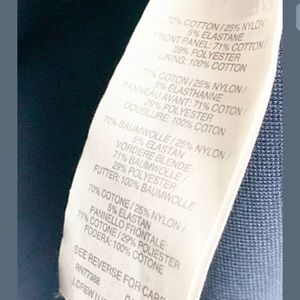 70% COTTON / 25% NYLON /
5% ELASTANE
FRONT PANEL: 71% COTTON /
29% POLYESTER
LINING: 100% COTTON
70% COTON / 25% NYLON /
5% ELASTHANNE
PANNEAU AVANT: 71% COTON /
29% POLYESTER
DOUBLURE: 100% COTON
70% BAUMWOLLE / 25% NYLON /
5% ELASTAN
VORDERE BLENDE:
71% BAUMWOLLE /
29% POLYESTER
FUTTER: 100% BAUMWOLLE
70% COTONE / 25% NYLON /
5% ELASTAN
PANNELLO FRONTALE:
71% COTONE / 29% POLYESTER
FODERA: 100% COTONE
SEE REVERSE FOR CARE
RN77388
J.CREW